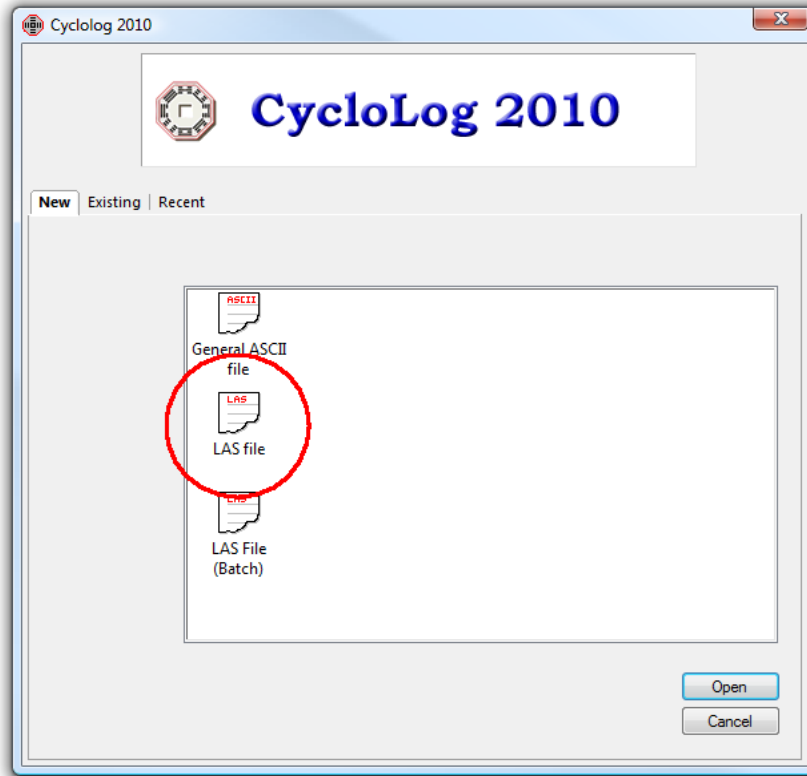 Cyclolog 2010
CycloLog 2010
New Existing Recent
ASCII
General ASCII
file
LAS
LAS file
LAS
LAS File
(Batch)
Open
Cancel